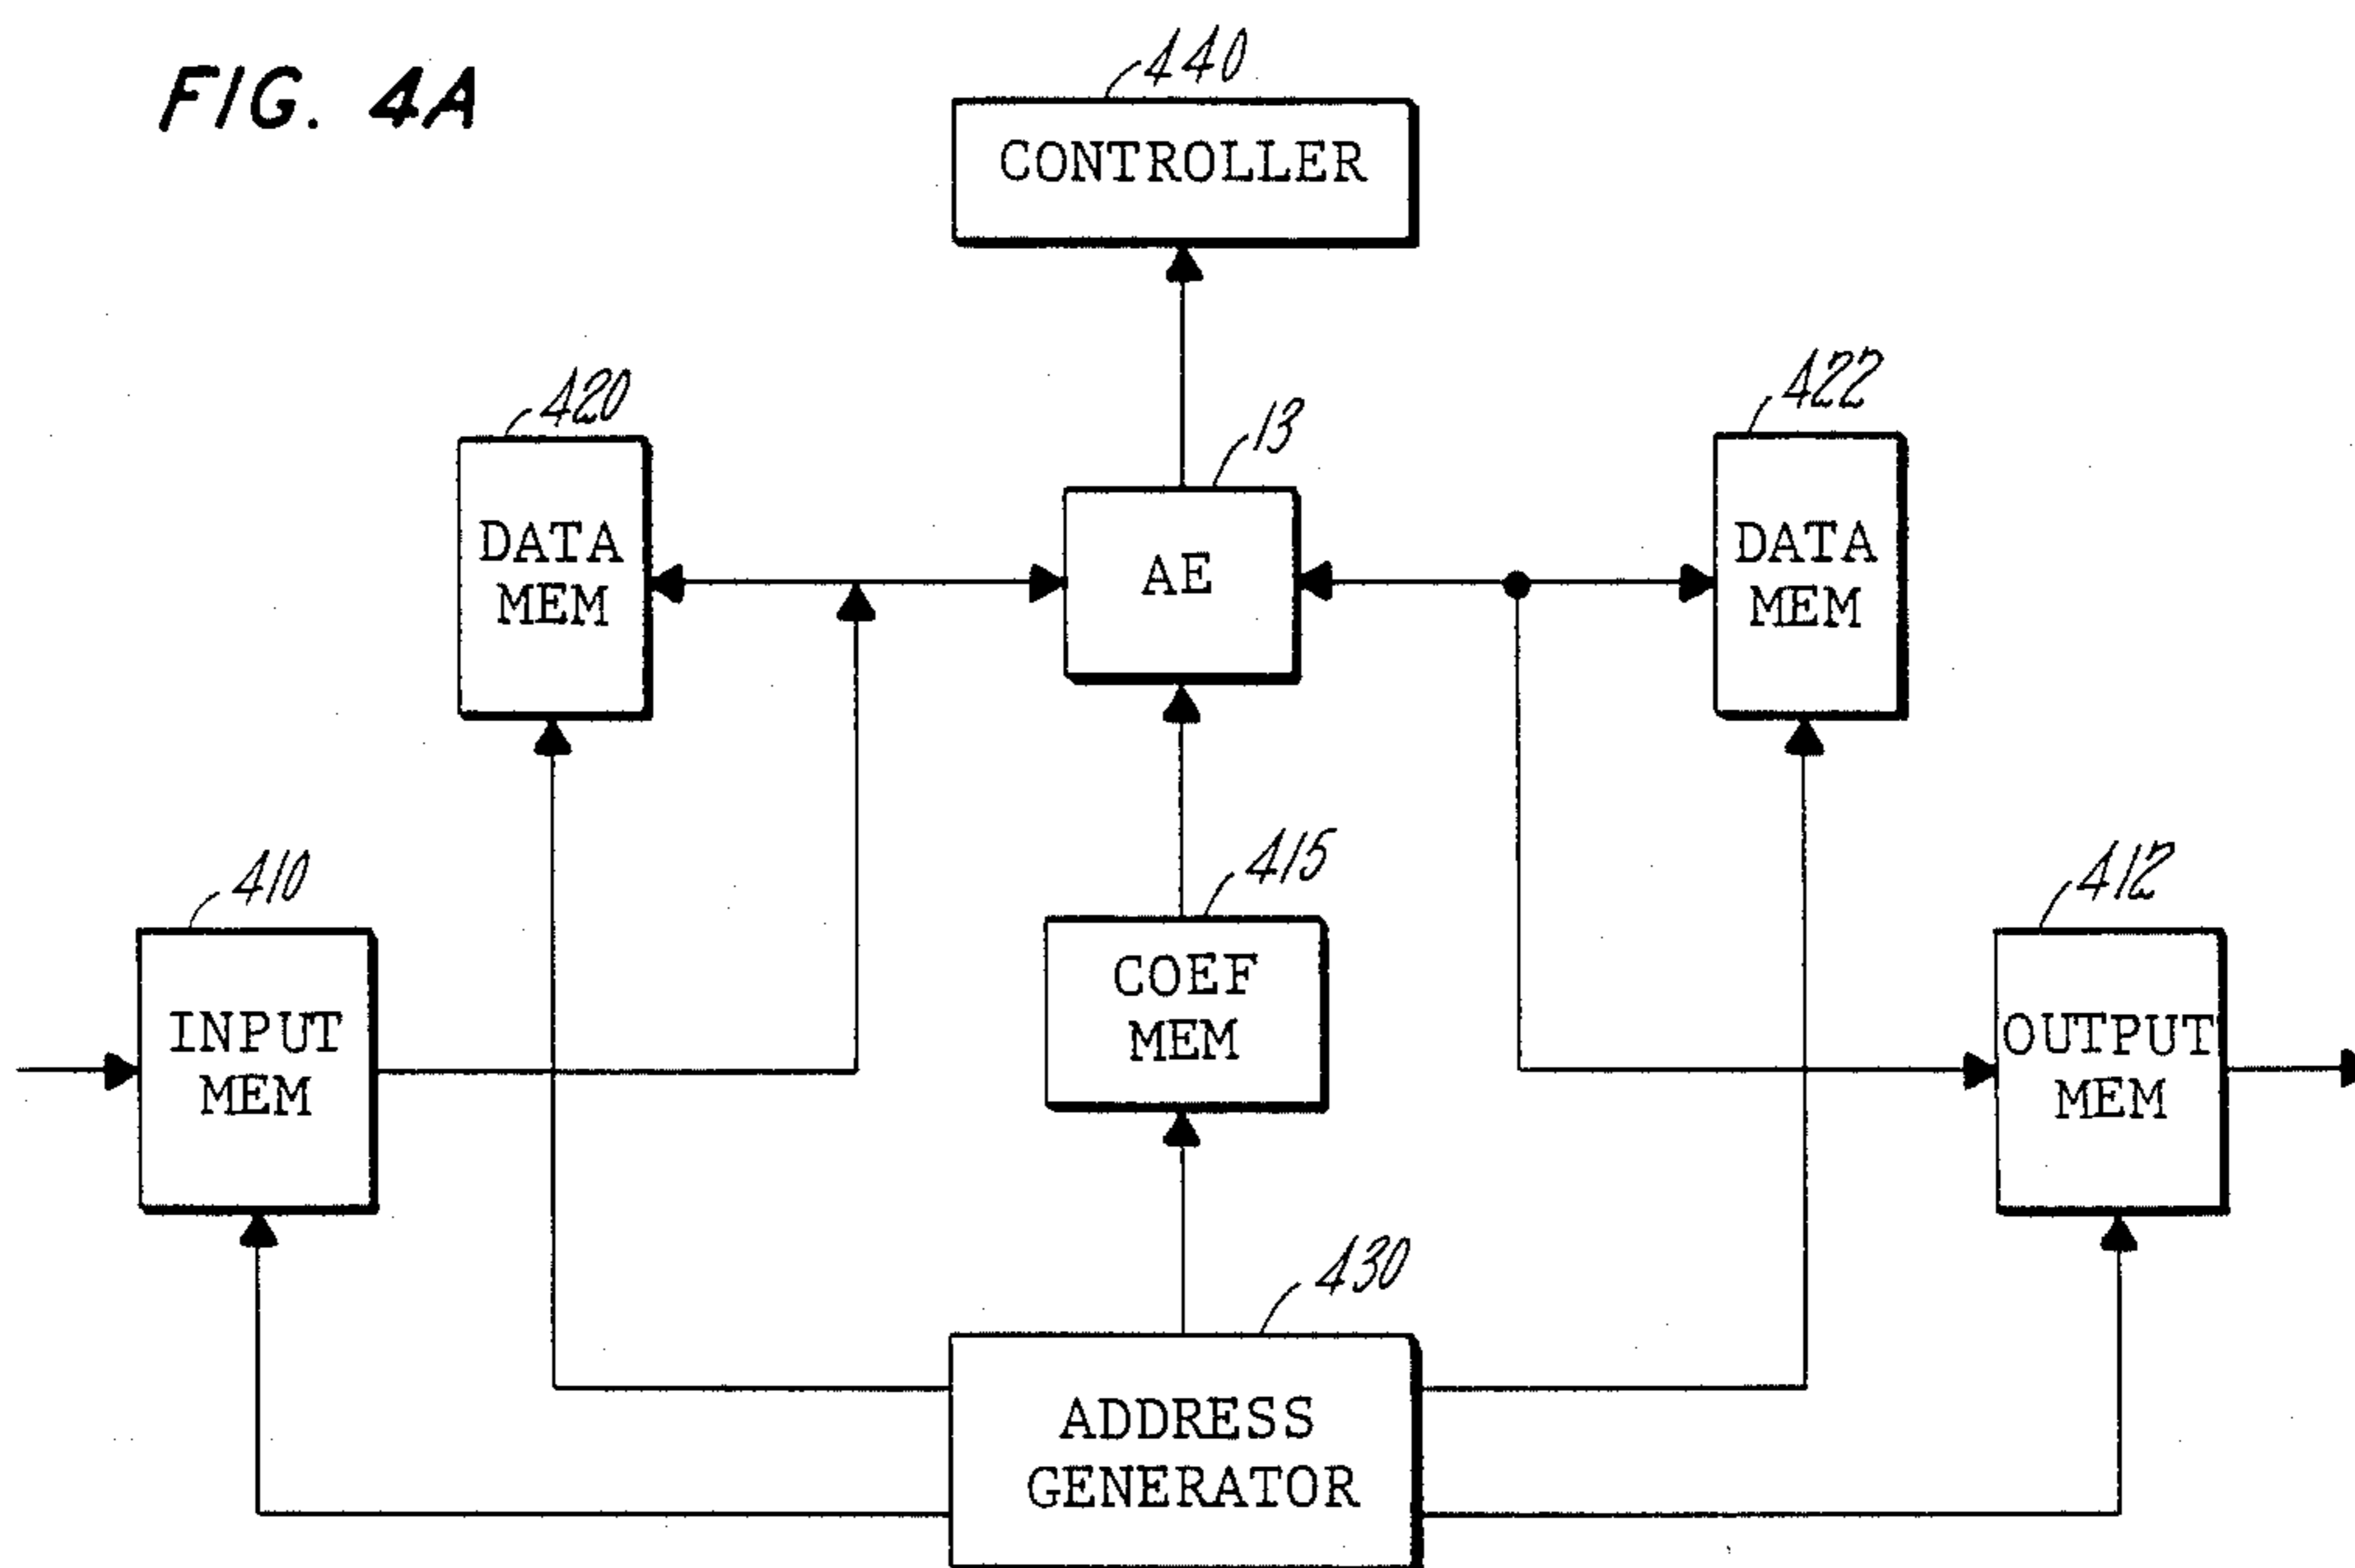 FIG. 4A
440
CONTROLLER
420
DATA
MEM
13
AE
422
DATA
MEM
410
INPUT
MEM
415
COEF
MEM
412
OUTPUT
MEM
430
ADDRESS
GENERATOR